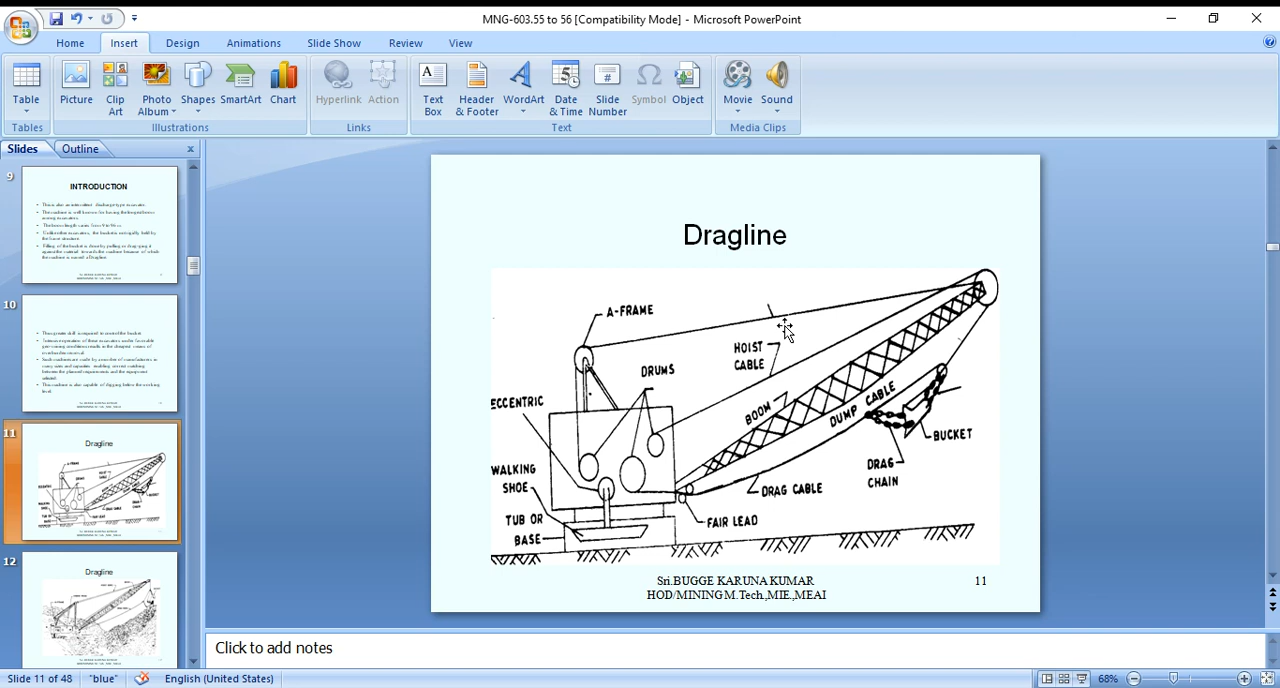 MNG-603.55 to 56 [Compatibility Mode] - Microsoft PowerPoint
Home Insert Design Animations Slide Show Review View
Table
Picture
Clip Art
Photo Album
Shapes
SmartArt
Chart
Hyperlink
Action
Text Box
Header & Footer
WordArt
Date & Time
Slide Number
Symbol
Object
Movie
Sound
Tables
Illustrations
Links
Text
Media Clips
Slides Outline
9
INTRODUCTION
10
11
Dragline
12
Dragline
Dragline
A-FRAME
HOIST
CABLE
DRUMS
ECCENTRIC
BOOM
DUMP CABLE
BUCKET
WALKING
SHOE
DRAG
CHAIN
DRAG CABLE
TUB OR
BASE
FAIR LEAD
Sri.BUGGE KARUNA KUMAR
HOD/MINING M.Tech.,MIE.,MEAI
11
Click to add notes
Slide 11 of 48
"blue"
English (United States)
68%